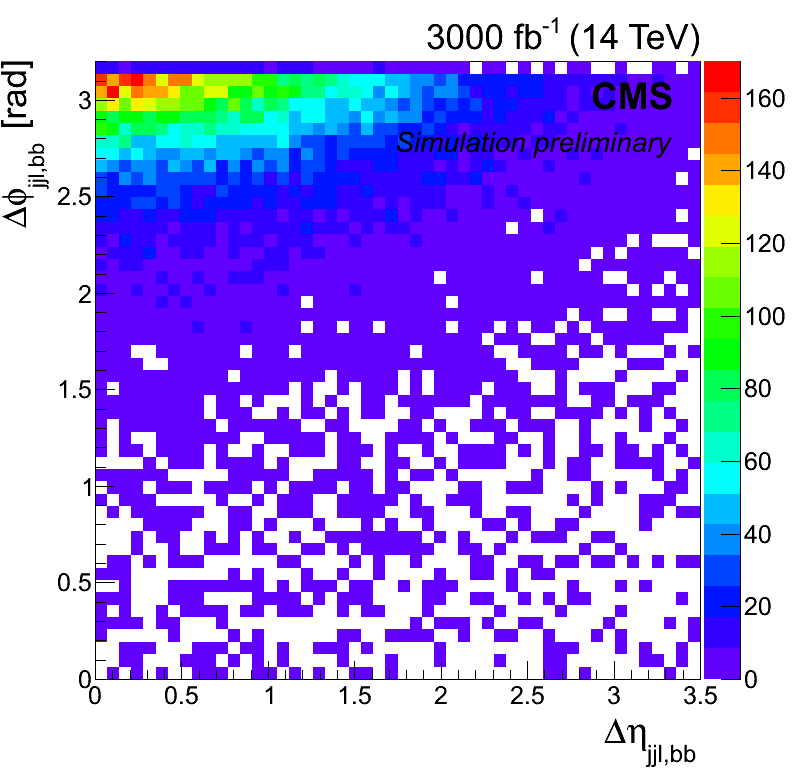 3000 fb⁻¹ (14 TeV)
CMS
Simulation preliminary
Δϕjjl,bb [rad]
3
2.5
2
1.5
1
0.5
0
0 0.5 1 1.5 2 2.5 3 3.5
Δηjjl,bb
160
140
120
100
80
60
40
20
0